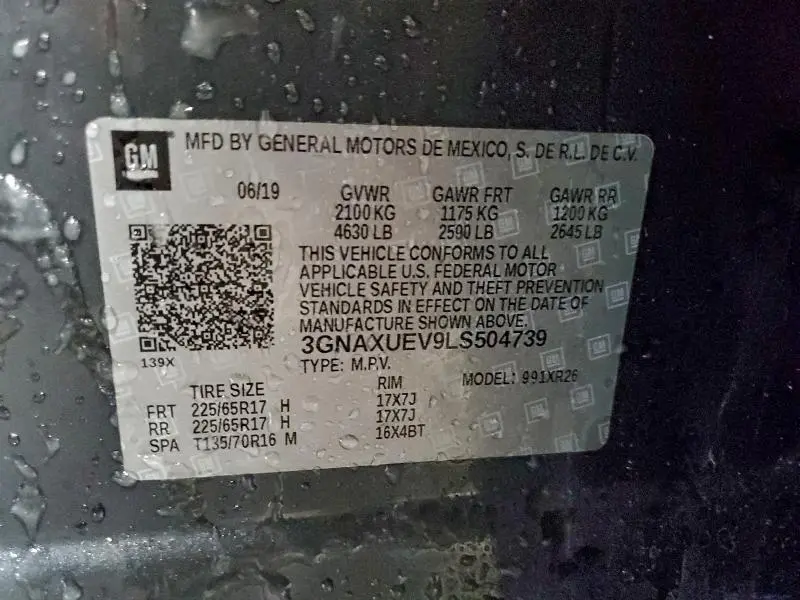 GM
MFD BY GENERAL MOTORS DE MEXICO, S. DE R.L. DE C.V.
06/19 GVWR GAWR FRT GAWR RR
2100 KG 1175 KG 1200 KG
4630 LB 2590 LB 2645 LB
THIS VEHICLE CONFORMS TO ALL
APPLICABLE U.S. FEDERAL MOTOR
VEHICLE SAFETY AND THEFT PREVENTION
STANDARDS IN EFFECT ON THE DATE OF
MANUFACTURE SHOWN ABOVE.
139X 3GNAXUEV9LS504739
TYPE: M.P.V. MODEL: 991XR26
TIRE SIZE RIM
FRT 225/65R17 H 17X7J
RR 225/65R17 H 17X7J
SPA T135/70R16 M 16X4BT